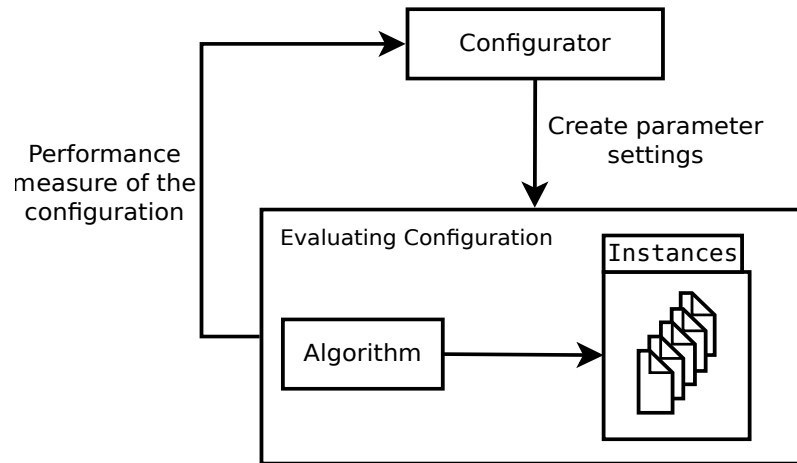 Configurator
Create parameter
settings
Performance
measure of the
configuration
Evaluating Configuration
Instances
Algorithm